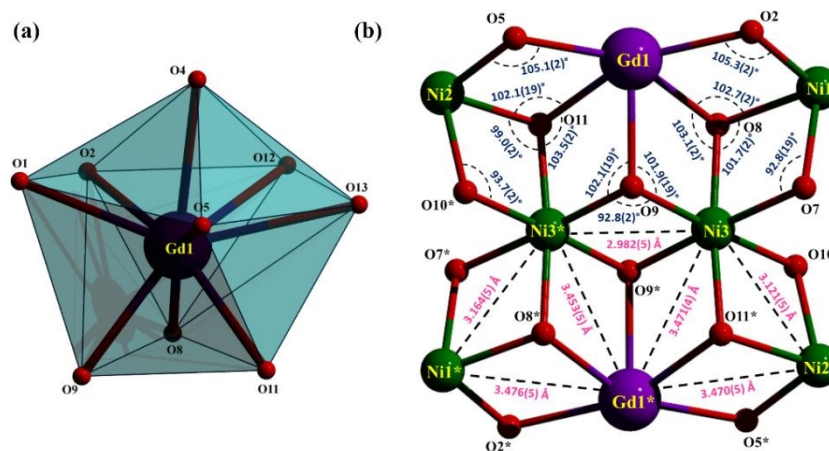 (a)
O4
O1
O2
O12
O5
O13
Gd1
O8
O9
O11
(b)
O5
O2
Gd1
105.1(2)°
105.3(2)°
Ni2
Ni1
102.1(19)°
102.7(2)°
O11
O8
99.0(2)°
103.5(2)°
103.1(2)°
101.7(2)°
92.8(19)°
93.7(2)°
102.1(19)°
101.9(19)°
O10*
O9
O7
92.8(2)°
Ni3*
Ni3
2.982(5) Å
O7*
O10
O9*
3.164(5) Å
3.453(5) Å
3.471(4) Å
3.121(5) Å
O8*
O11*
Ni1*
Ni2
3.476(5) Å
3.470(5) Å
Gd1*
O2*
O5*